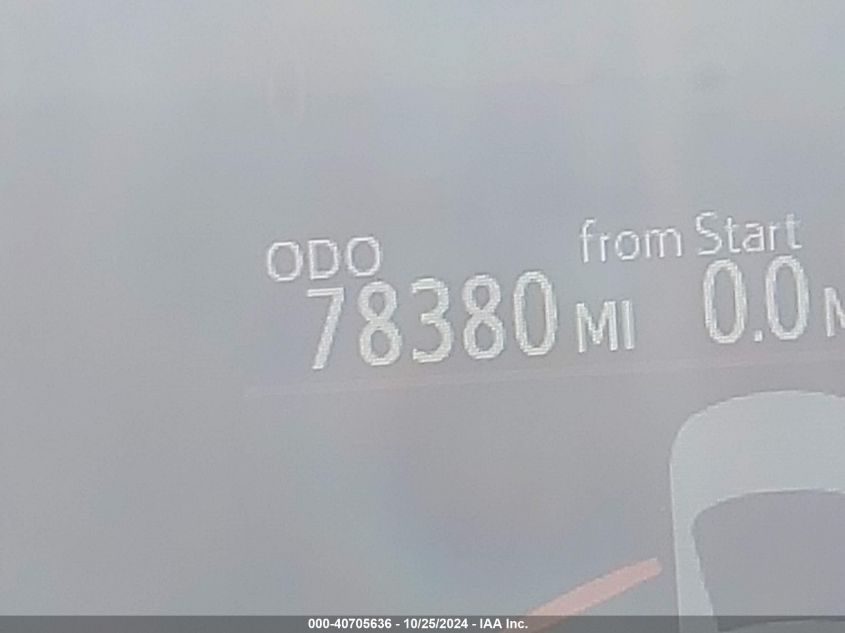 ODO
from Start
78380 MI
0.0
000-40705636 - 10/25/2024 - IAA Inc.